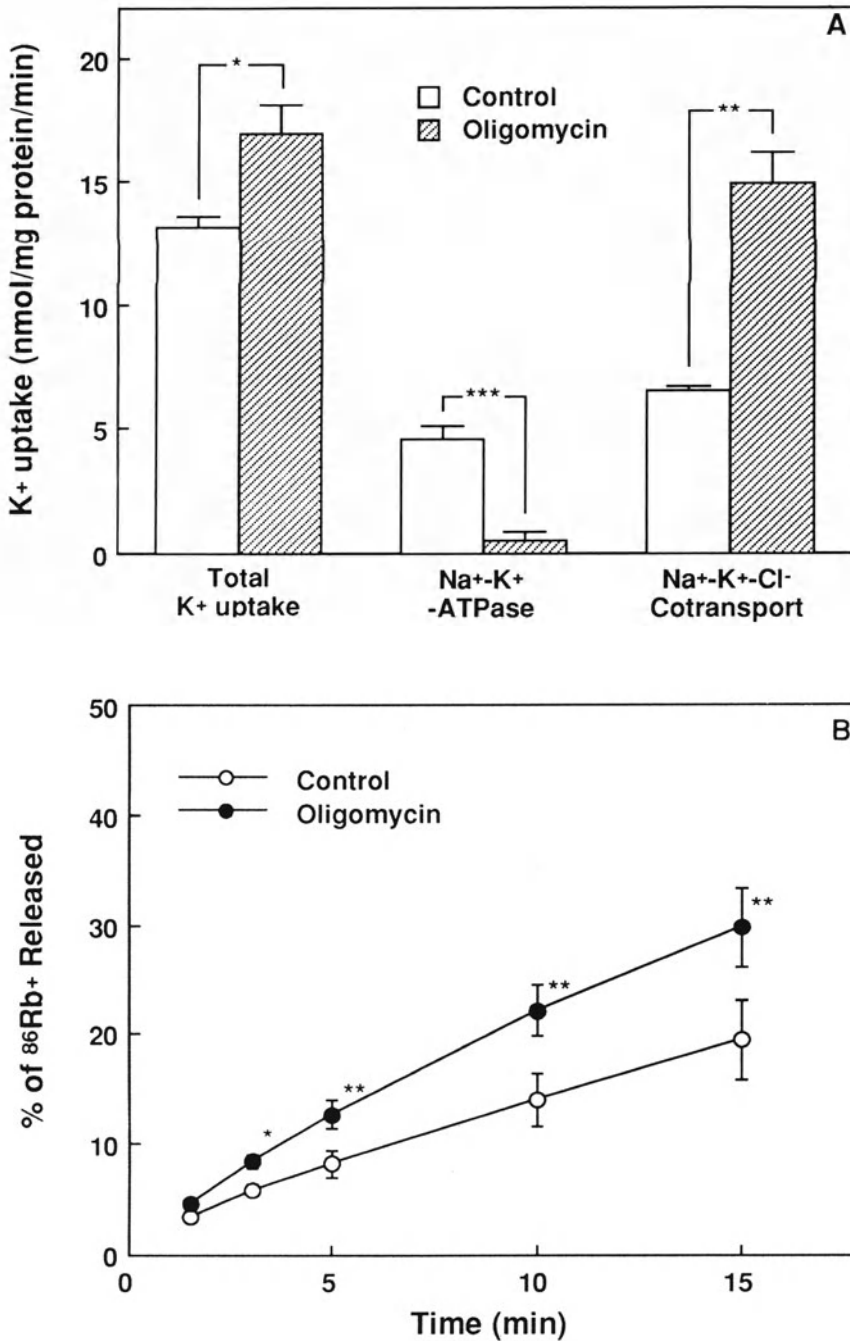 A
K+ uptake (nmol/mg protein/min)
20
15
10
5
0
*
***
**
Control
Oligomycin
Total
K+ uptake
Na+-K+
-ATPase
Na+-K+-Cl-
Cotransport
B
% of 86Rb+ Released
50
40
30
20
10
0
Control
Oligomycin
*
**
**
**
0
5
10
15
Time (min)